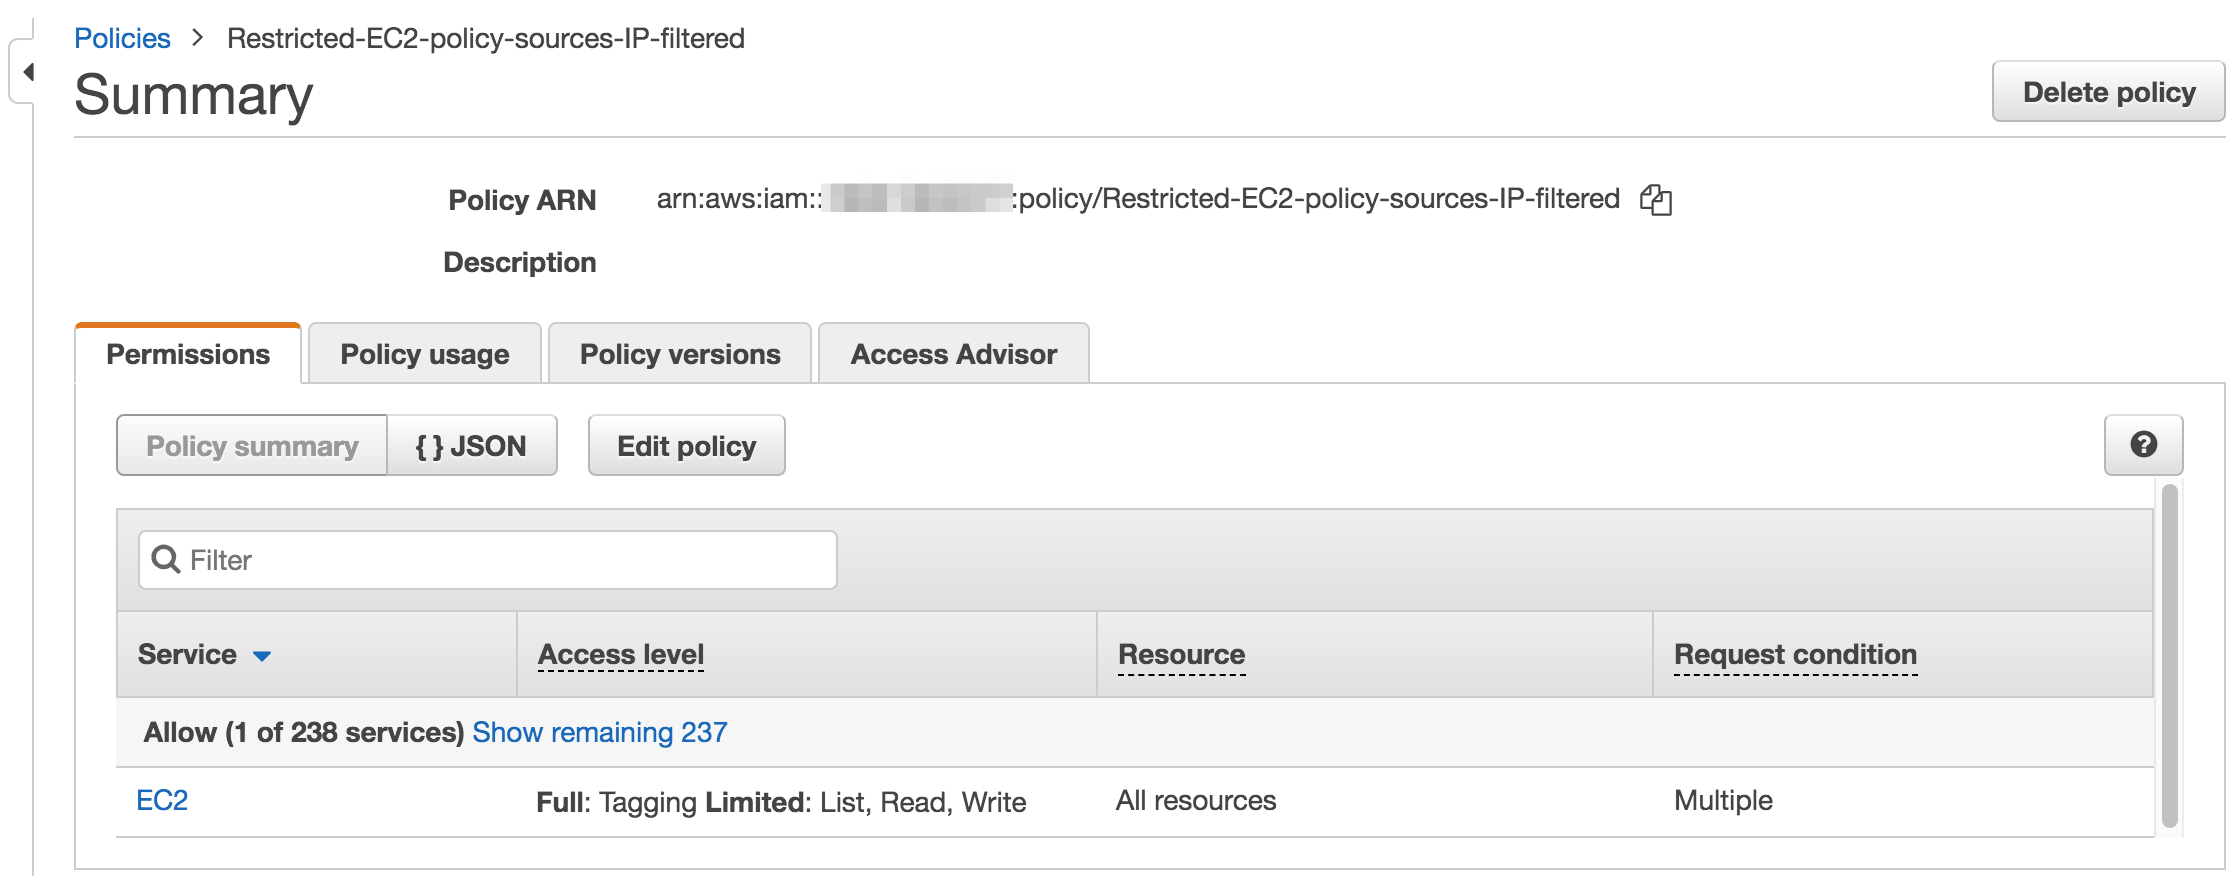 Policies > Restricted-EC2-policy-sources-IP-filtered
Summary
Delete policy
Policy ARN arn:aws:iam:: :policy/Restricted-EC2-policy-sources-IP-filtered
Description
Permissions Policy usage Policy versions Access Advisor
Policy summary { } JSON Edit policy ?
Filter
Service Access level Resource Request condition
Allow (1 of 238 services) Show remaining 237
EC2 Full: Tagging Limited: List, Read, Write All resources Multiple